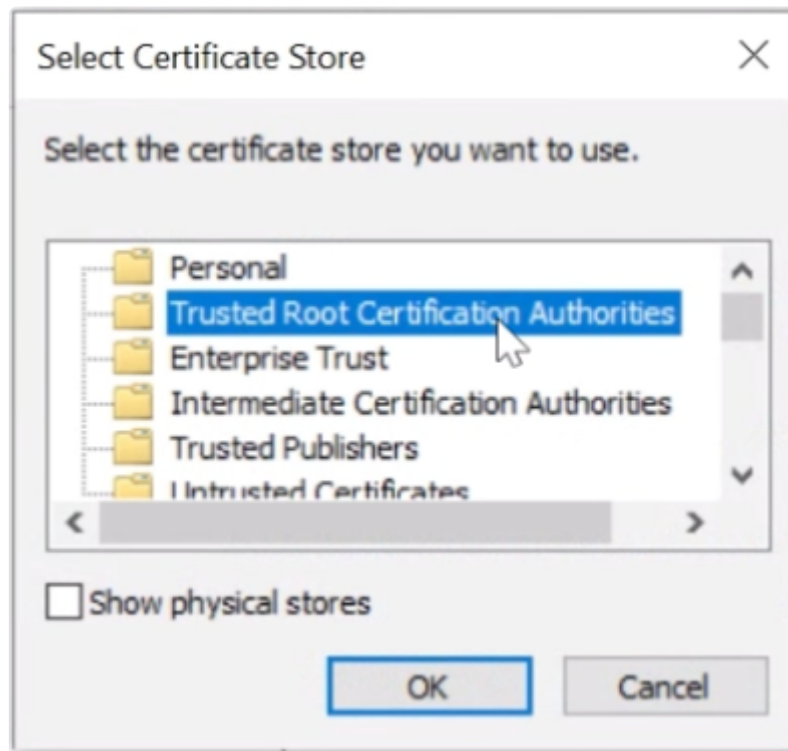 Select Certificate Store
Select the certificate store you want to use.
Personal
Trusted Root Certification Authorities
Enterprise Trust
Intermediate Certification Authorities
Trusted Publishers
Untrusted Certificates
Show physical stores
OK
Cancel